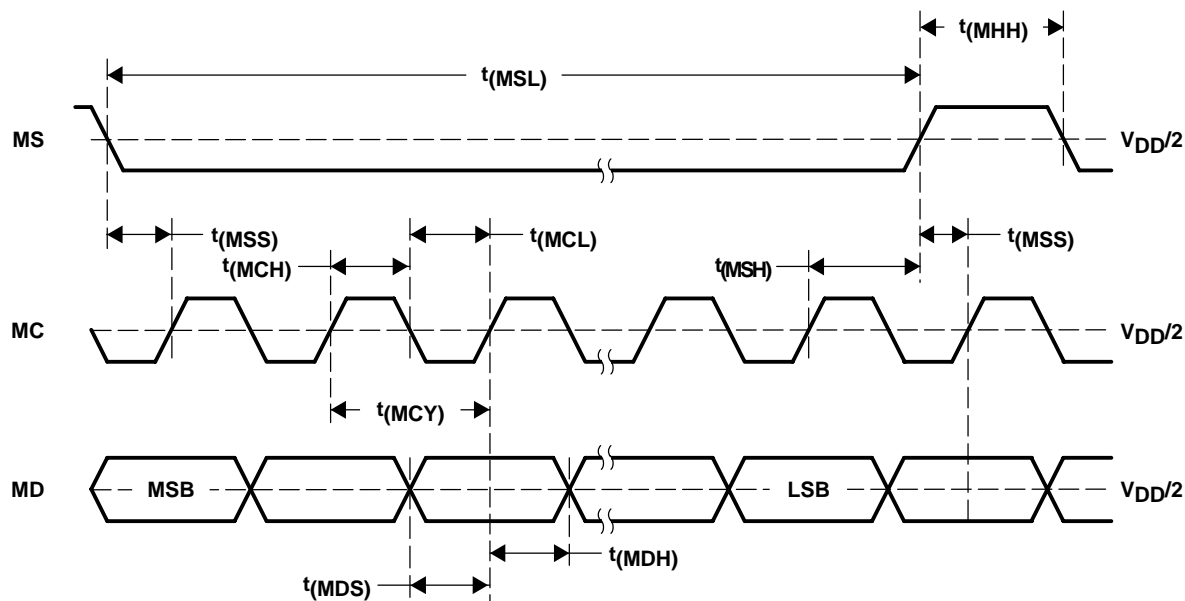 t(MHH)
t(MSL)
MS
VDD/2
t(MSS)
t(MCL)
t(MSS)
t(MCH)
t(MSH)
MC
VDD/2
t(MCY)
MD
MSB
LSB
VDD/2
t(MDH)
t(MDS)